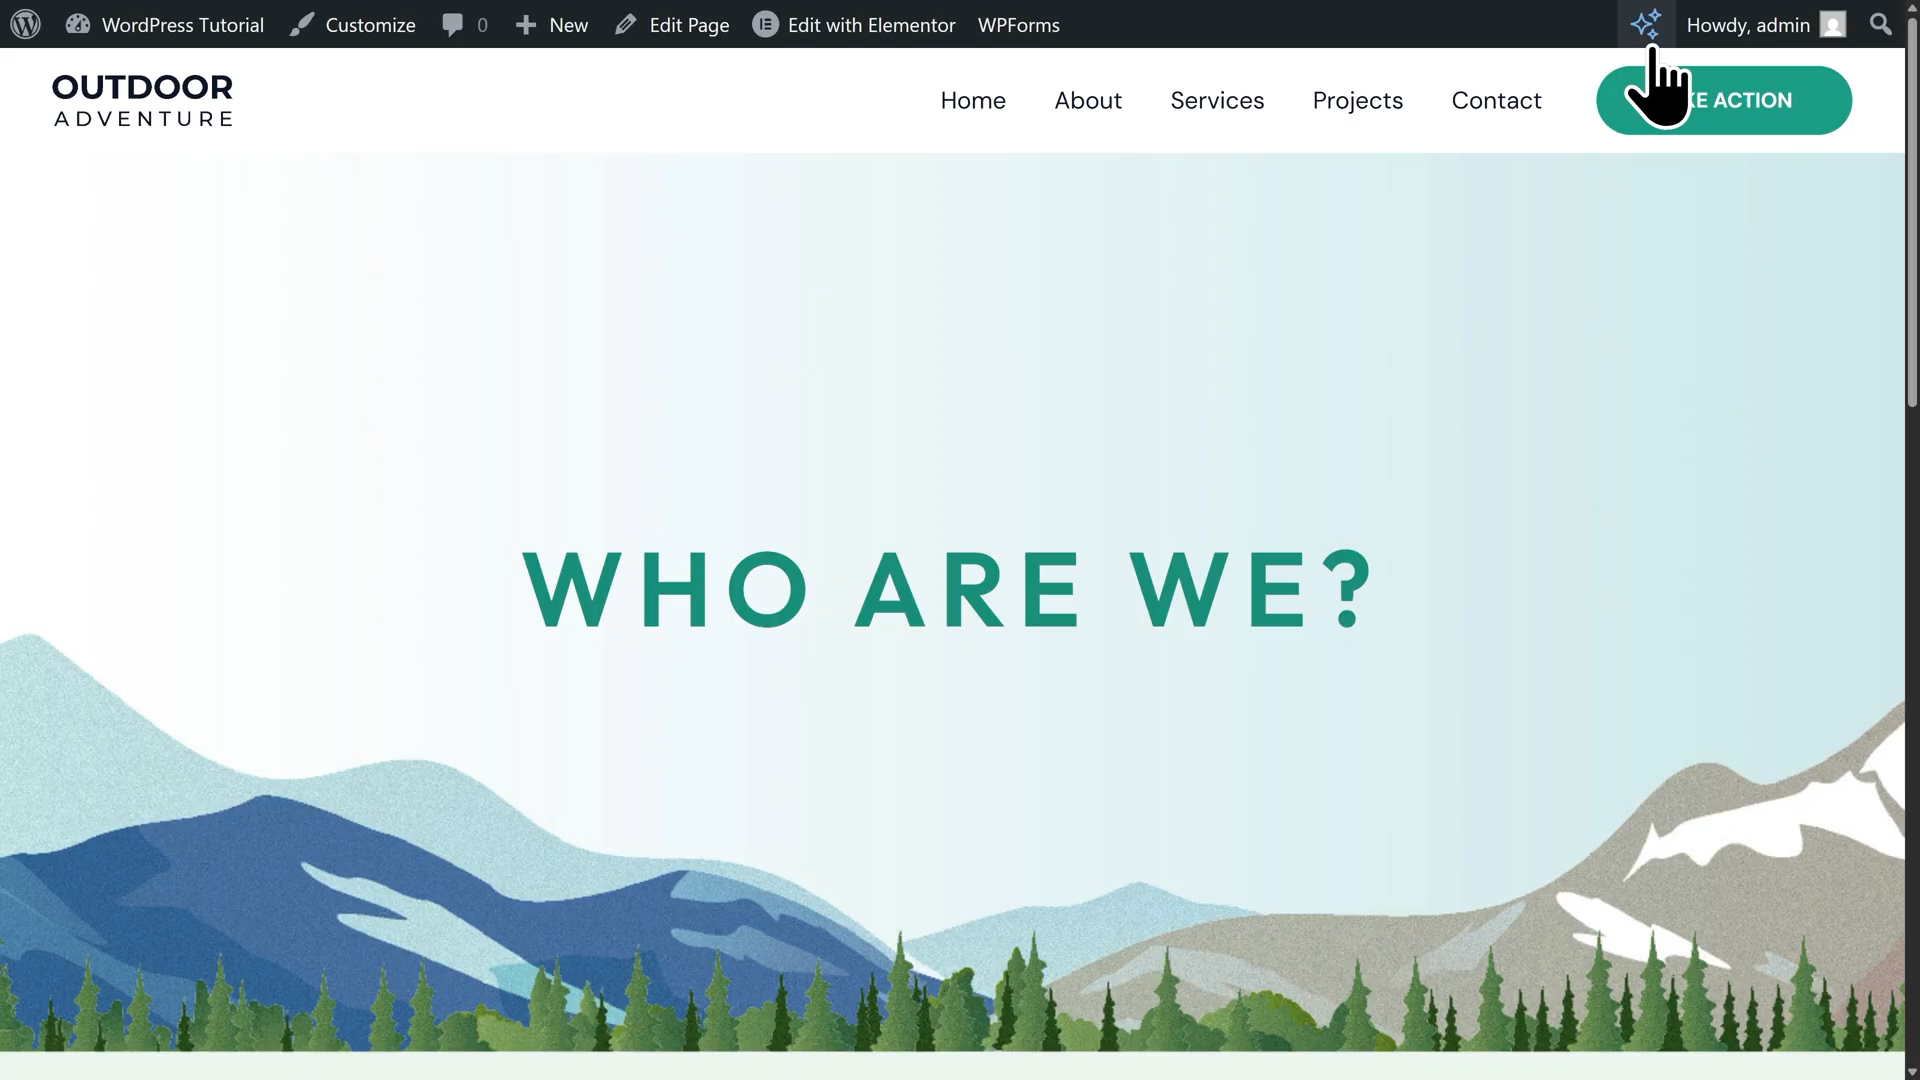 WordPress Tutorial Customize 0 New Edit Page Edit with Elementor WPForms Howdy, admin
OUTDOOR
ADVENTURE
Home About Services Projects Contact ACTION
WHO ARE WE?